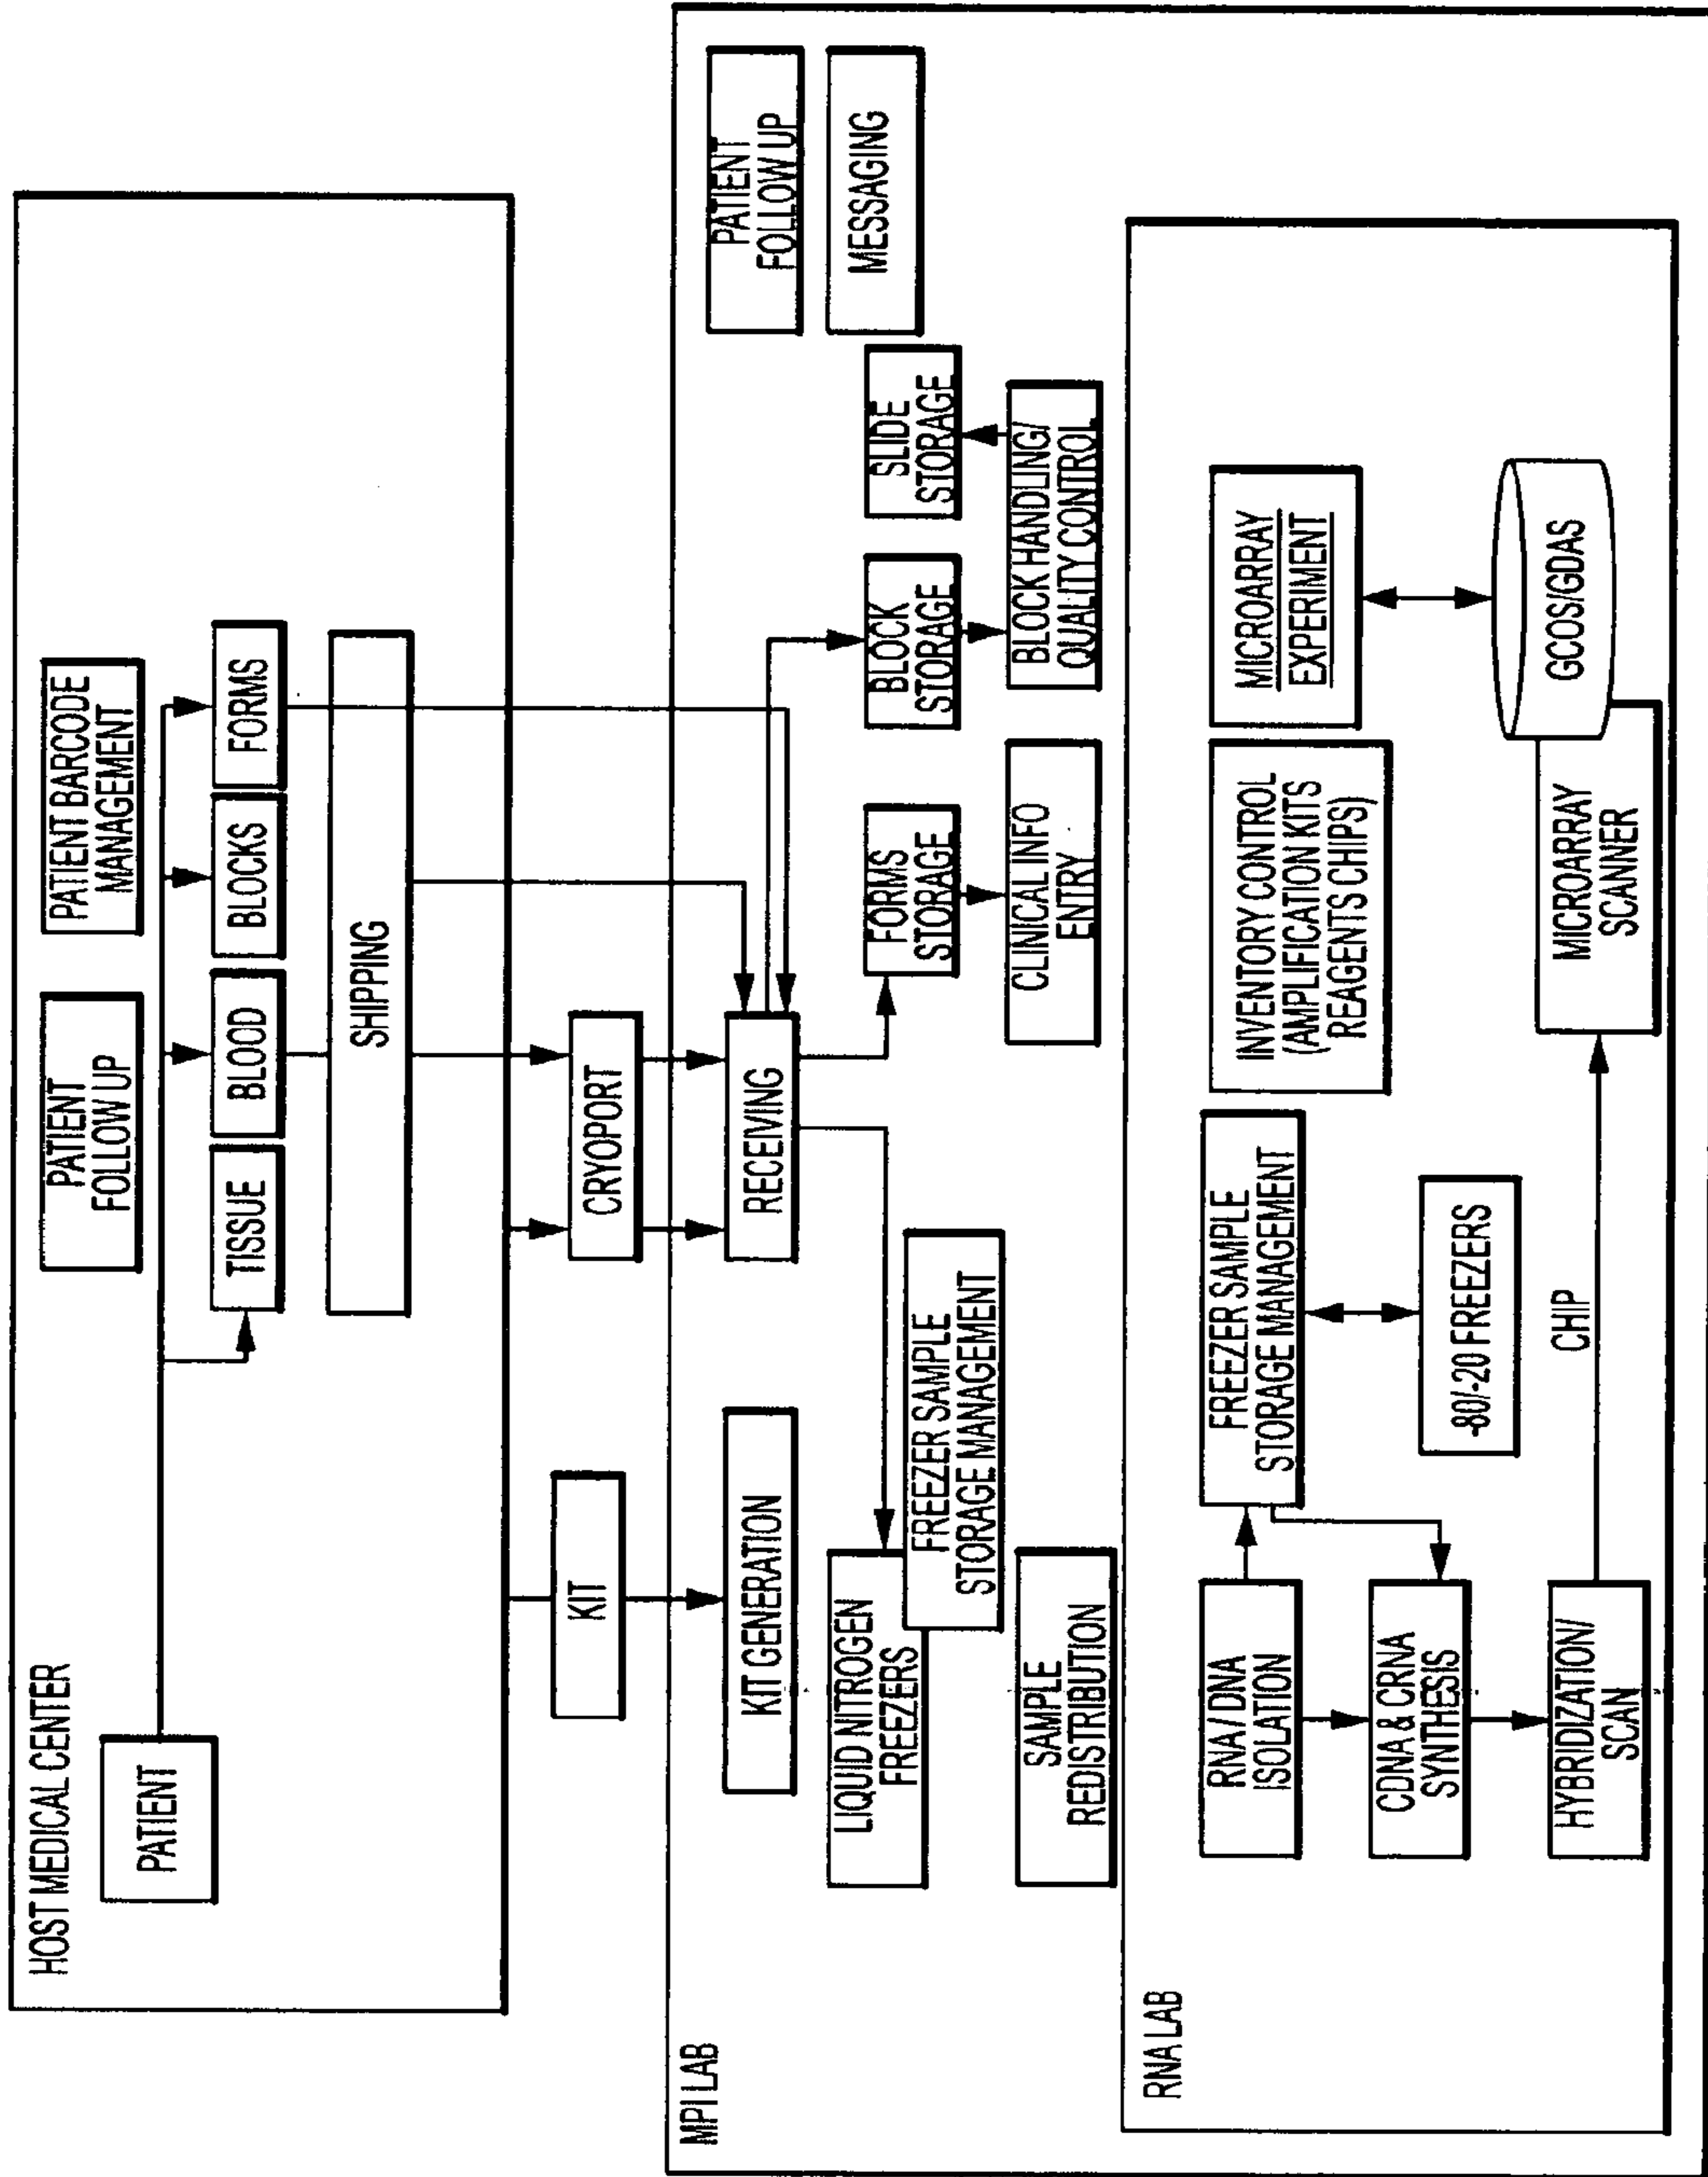 HOST MEDICAL CENTER
PATIENT
PATIENT
FOLLOW UP
PATIENT BARCODE
MANAGEMENT
TISSUE
BLOOD
BLOCKS
FORMS
SHIPPING
KIT
CRYOPORT
MPI LAB
KIT GENERATION
RECEIVING
PATIENT
FOLLOW UP
MESSAGING
LIQUID NITROGEN
FREEZERS
FREEZER SAMPLE
STORAGE MANAGEMENT
FORMS
STORAGE
BLOCK
STORAGE
SLIDE
STORAGE
SAMPLE
REDISTRIBUTION
CLINICAL INFO
ENTRY
BLOCK HANDLING/
QUALITY CONTROL
RNA LAB
RNA / DNA
ISOLATION
FREEZER SAMPLE
STORAGE MANAGEMENT
INVENTORY CONTROL
(AMPLIFICATION KITS
REAGENTS CHIPS)
MICROARRAY
EXPERIMENT
CDNA & CRNA
SYNTHESIS
-80/-20 FREEZERS
HYBRIDIZATION/
SCAN
CHIP
MICROARRAY
SCANNER
GCOS/GDAS